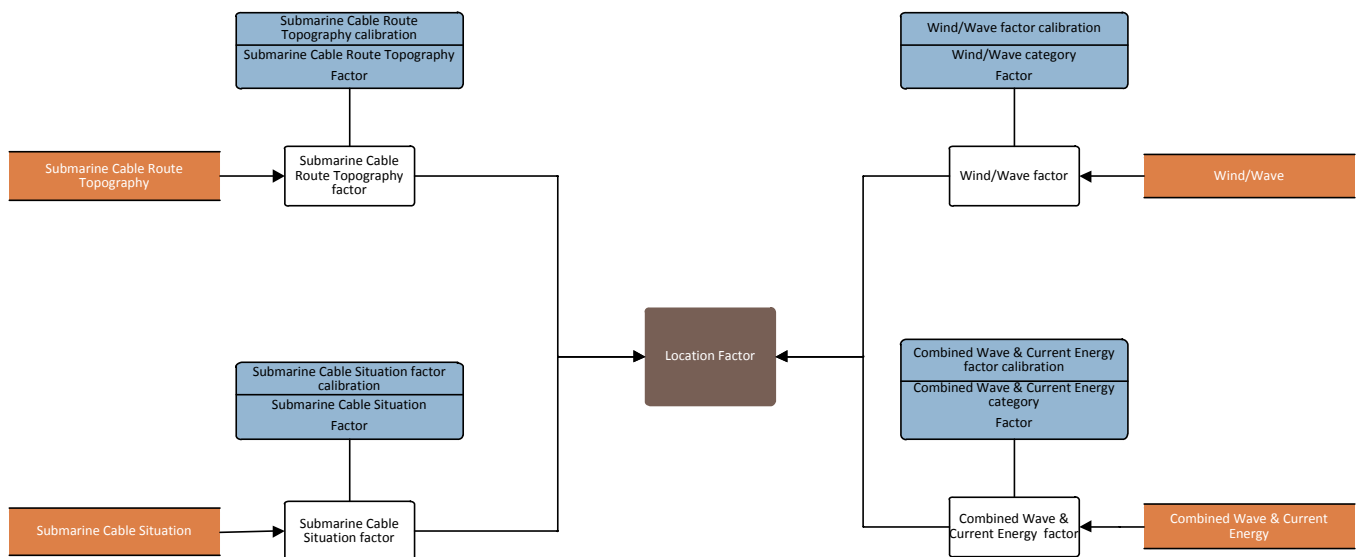 Submarine Cable Route
Topography calibration
Submarine Cable Route Topography
Factor
Wind/Wave factor calibration
Wind/Wave category
Factor
Submarine Cable Route
Topography
Submarine Cable
Route Topography
factor
Wind/Wave factor
Wind/Wave
Location Factor
Submarine Cable Situation factor
calibration
Submarine Cable Situation
Factor
Combined Wave & Current Energy
factor calibration
Combined Wave & Current Energy
category
Factor
Submarine Cable Situation
Submarine Cable
Situation factor
Combined Wave &
Current Energy factor
Combined Wave & Current
Energy